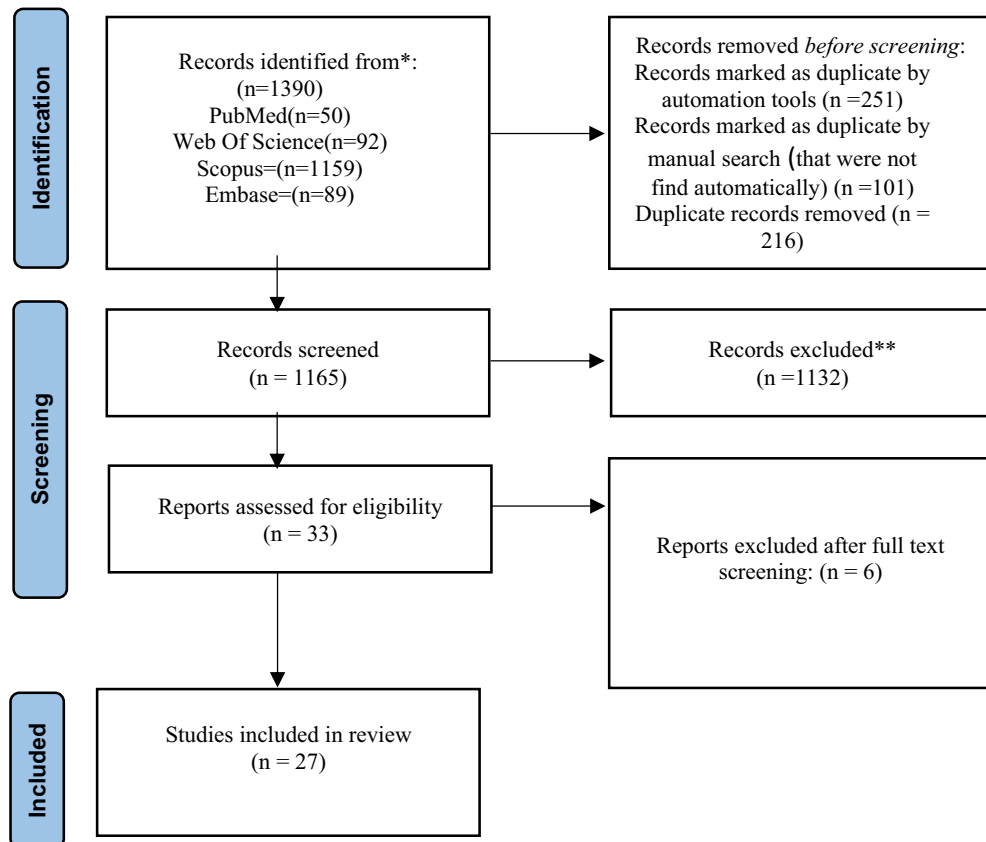 Identification
Records identified from*:
(n=1390)
PubMed(n=50)
Web Of Science(n=92)
Scopus=(n=1159)
Embase=(n=89)
Records removed before screening:
Records marked as duplicate by
automation tools (n =251)
Records marked as duplicate by
manual search (that were not
find automatically) (n =101)
Duplicate records removed (n =
216)
Screening
Records screened
(n = 1165)
Records excluded**
(n =1132)
Reports assessed for eligibility
(n = 33)
Reports excluded after full text
screening: (n = 6)
Included
Studies included in review
(n = 27)